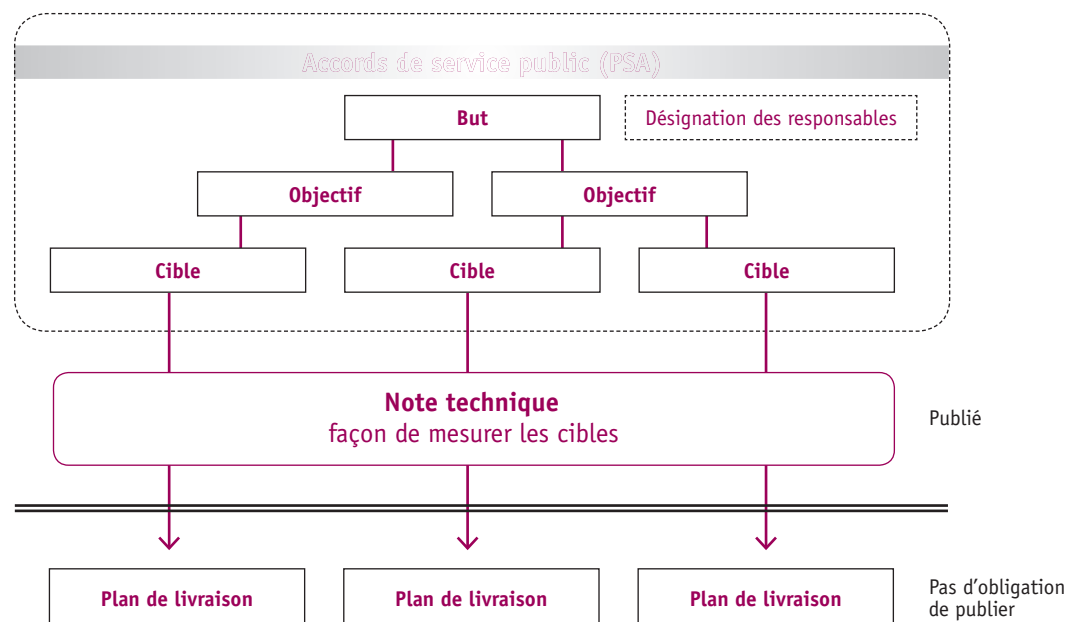 Accords de service public (PSA)
But
Désignation des responsables
Objectif
Objectif
Cible
Cible
Cible
Note technique
façon de mesurer les cibles
Publié
Plan de livraison
Plan de livraison
Plan de livraison
Pas d'obligation
de publier